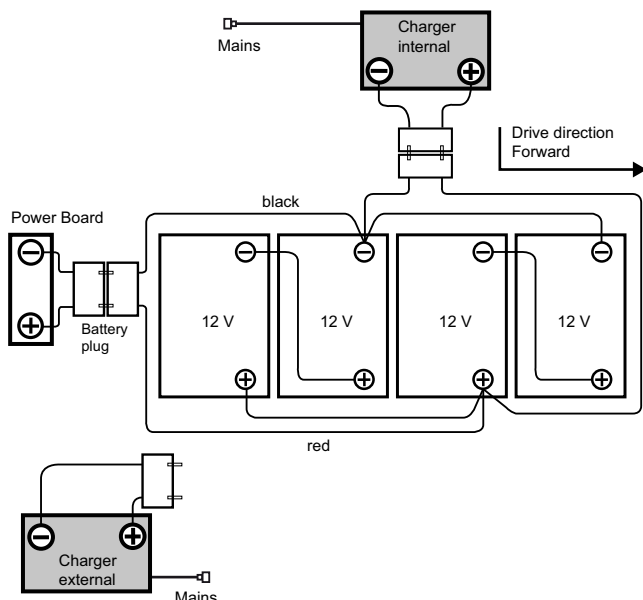 Charger
internal
Mains
Drive direction
Forward
black
Power Board
12 V
12 V
12 V
12 V
Battery
plug
red
Charger
external
Mains